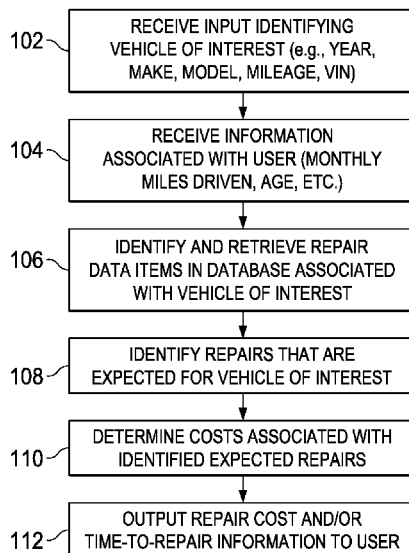 102
RECEIVE INPUT IDENTIFYING
VEHICLE OF INTEREST (e.g., YEAR,
MAKE, MODEL, MILEAGE, VIN)
104
RECEIVE INFORMATION
ASSOCIATED WITH USER (MONTHLY
MILES DRIVEN, AGE, ETC.)
106
IDENTIFY AND RETRIEVE REPAIR
DATA ITEMS IN DATABASE ASSOCIATED
WITH VEHICLE OF INTEREST
108
IDENTIFY REPAIRS THAT ARE
EXPECTED FOR VEHICLE OF INTEREST
110
DETERMINE COSTS ASSOCIATED WITH
IDENTIFIED EXPECTED REPAIRS
112
OUTPUT REPAIR COST AND/OR
TIME-TO-REPAIR INFORMATION TO USER